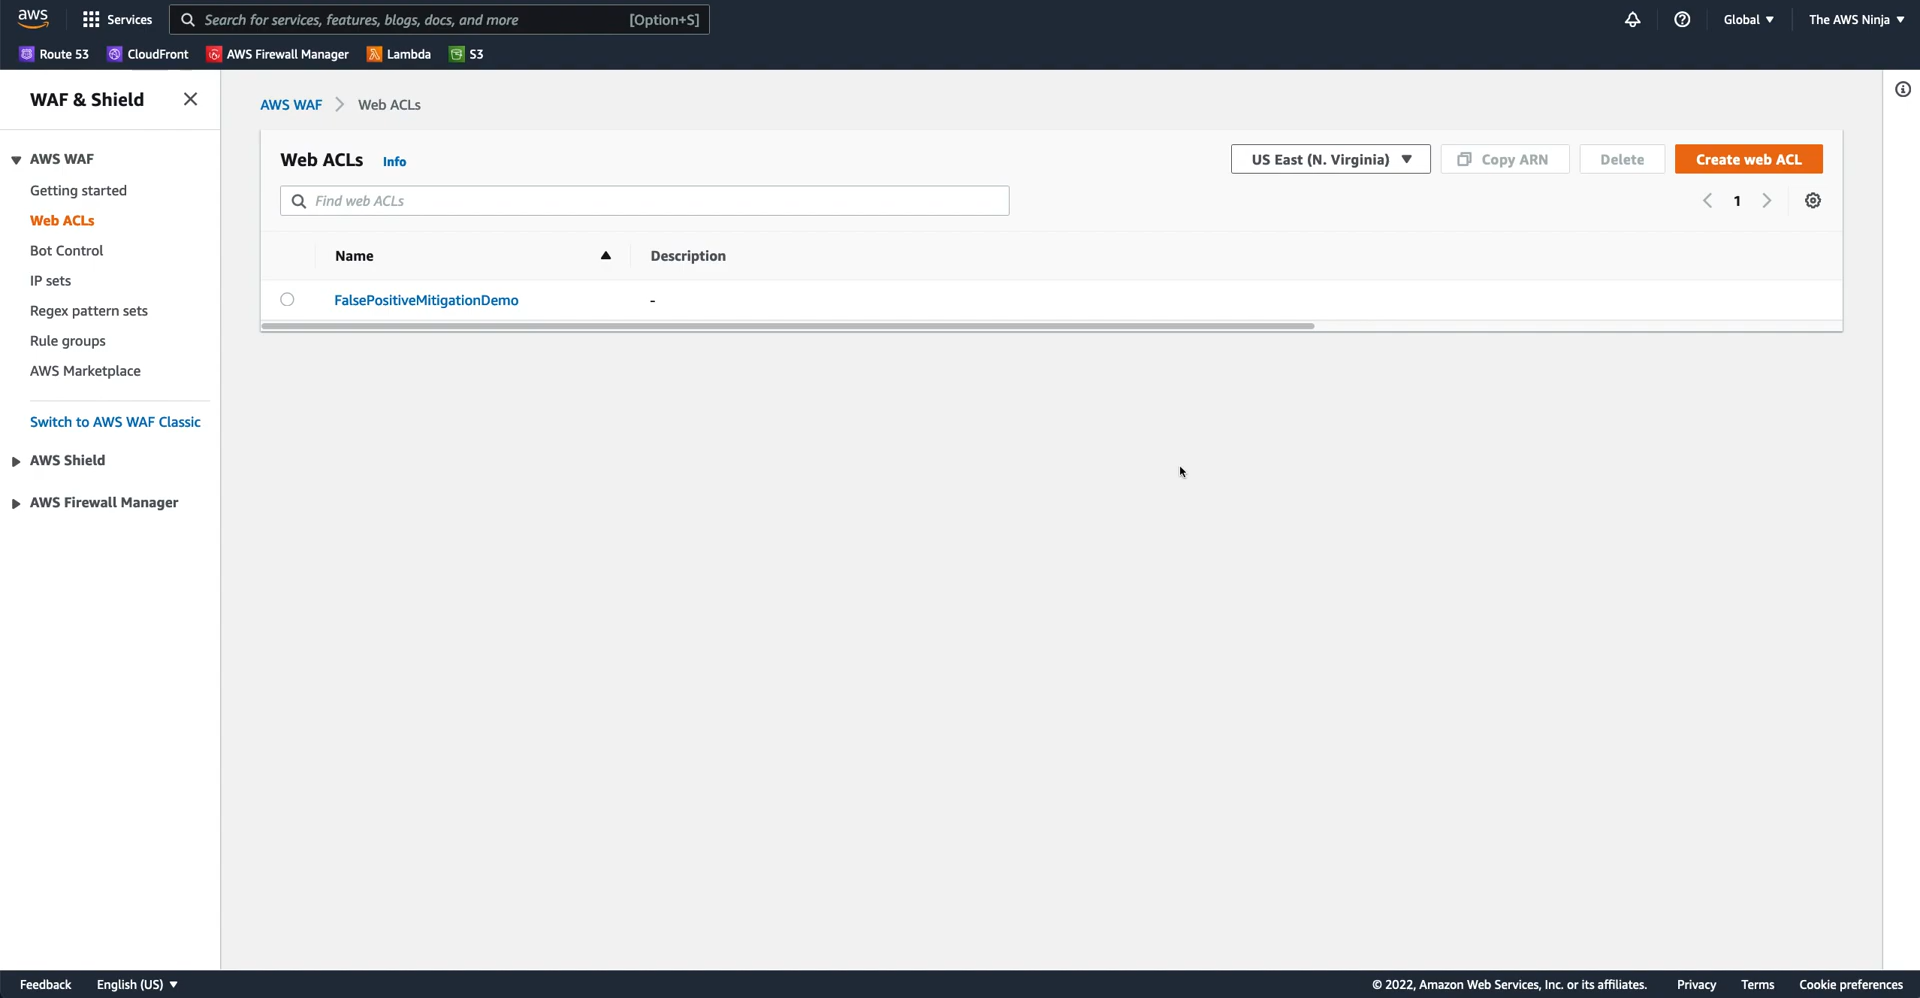 aws Services Search for services, features, blogs, docs, and more [Option+S] Global The AWS Ninja
Route 53 CloudFront AWS Firewall Manager Lambda S3
WAF & Shield
AWS WAF
Getting started
Web ACLs
Bot Control
IP sets
Regex pattern sets
Rule groups
AWS Marketplace
Switch to AWS WAF Classic
AWS Shield
AWS Firewall Manager
AWS WAF Web ACLs
Web ACLs Info US East (N. Virginia) Copy ARN Delete Create web ACL
Find web ACLs 1
Name Description
FalsePositiveMitigationDemo -
Feedback English (US) © 2022, Amazon Web Services, Inc. or its affiliates. Privacy Terms Cookie preferences